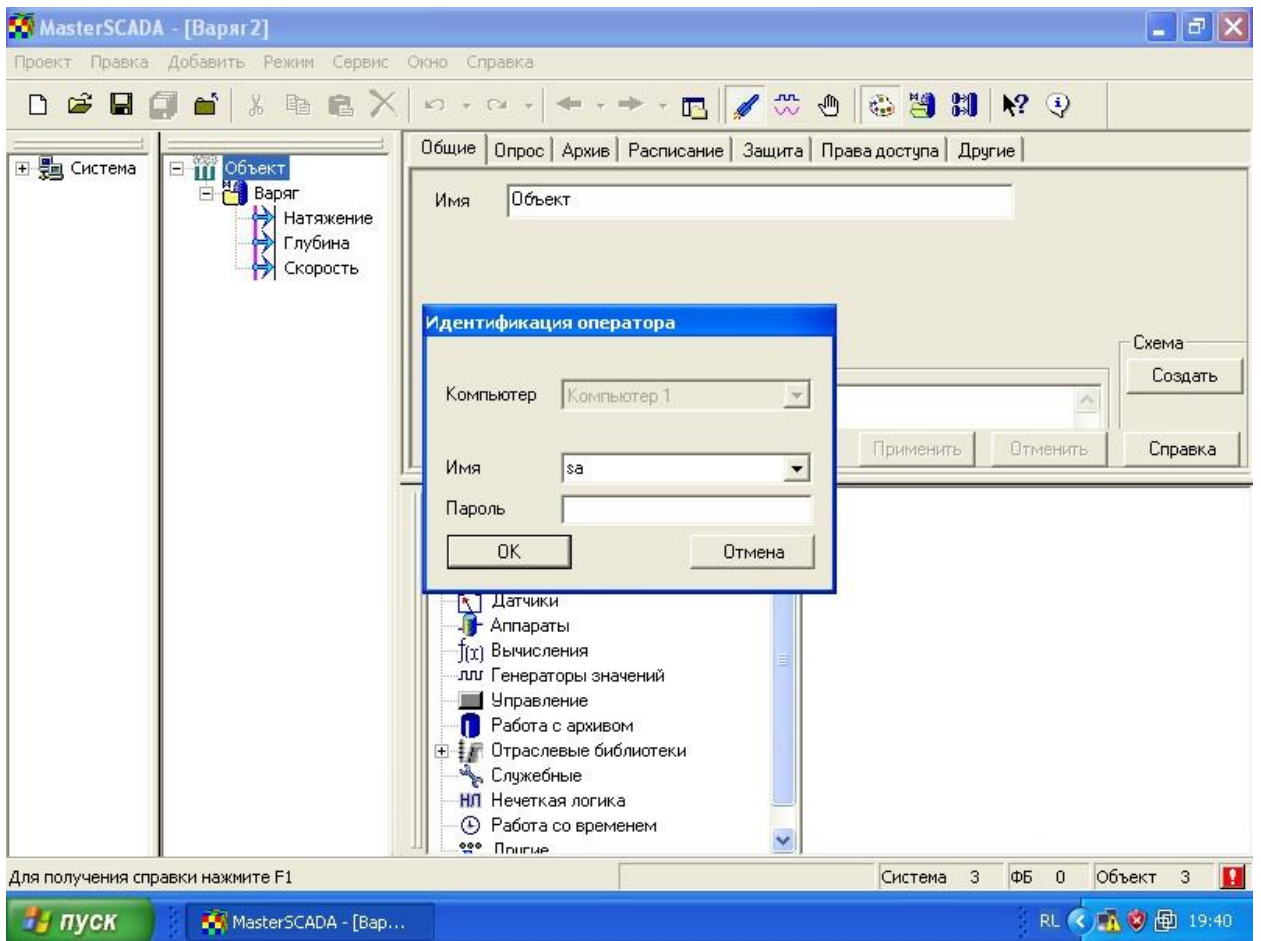 MasterSCADA - [Варяг2]
Проект Правка Добавить Режим Сервис Окно Справка
Общие Опрос Архив Расписание Защита Права доступа Другие
Система
Объект
Варяг
Натяжение
Глубина
Скорость
Имя Объект
Схема
Создать
Применить Отменить Справка
Идентификация оператора
Компьютер Компьютер 1
Имя sa
Пароль
OK Отмена
Датчики
Аппараты
f(x) Вычисления
Генераторы значений
Управление
Работа с архивом
Отраслевые библиотеки
Служебные
НЛ Нечеткая логика
Работа со временем
Другие
Для получения справки нажмите F1
Система 3 ФБ 0 Объект 3
пуск
MasterSCADA - [Вар...
RL 19:40